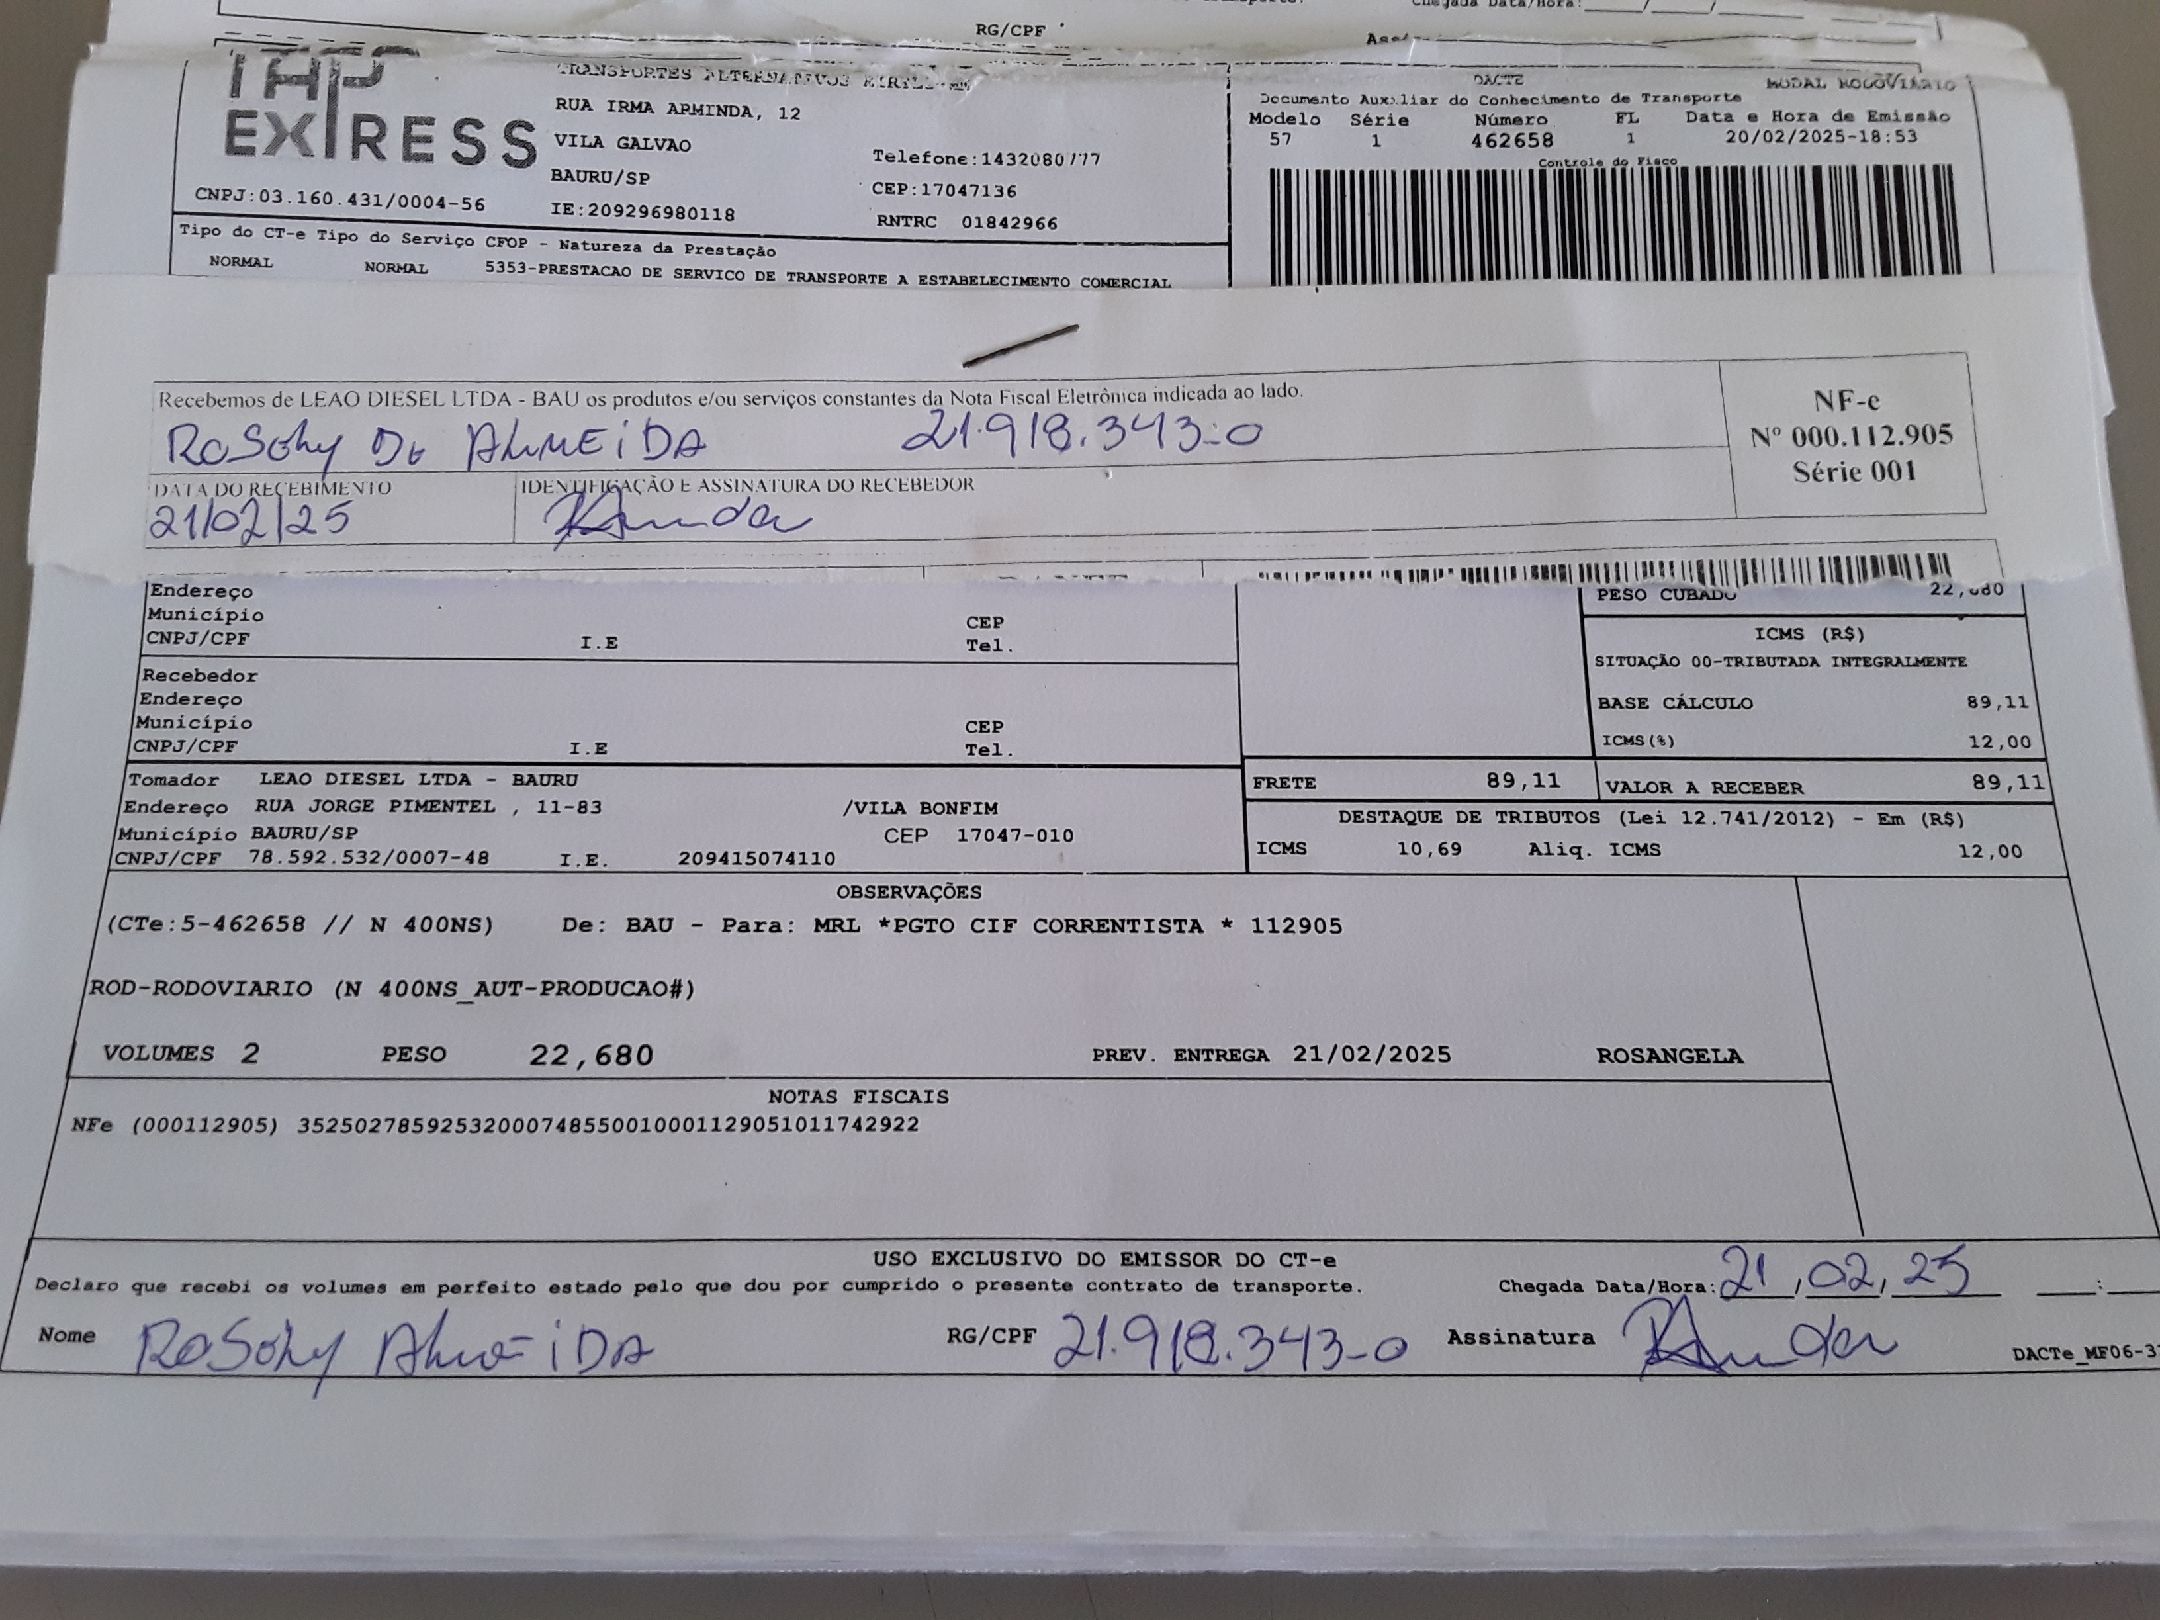 RG/CPF
Chegada Data/Hora:
TAP EXPRESS
TRANSPORTES ALTERNATIVOS EIRELI-ME
RUA IRMA ARMINDA, 12
VILA GALVAO
Telefone:1432080777
BAURU/SP
CEP:17047136
CNPJ:03.160.431/0004-56
IE:209296980118
RNTRC 01842966
DACTE
MODAL RODOVIÁRIO
Documento Auxiliar do Conhecimento de Transporte
Modelo Série Número FL Data e Hora de Emissão
57 1 462658 1 20/02/2025-18:53
Controle do Fisco
Tipo do CT-e Tipo do Serviço CFOP - Natureza da Prestação
NORMAL NORMAL 5353-PRESTACAO DE SERVICO DE TRANSPORTE A ESTABELECIMENTO COMERCIAL
Recebemos de LEAO DIESEL LTDA - BAU os produtos e/ou serviços constantes da Nota Fiscal Eletrônica indicada ao lado.
De ALMEIDA 21.918.343-0
NF-e
Nº 000.112.905
Série 001
DATA DO RECEBIMENTO
IDENTIFICAÇÃO E ASSINATURA DO RECEBEDOR
21/02/25
Endereço
Município CEP
CNPJ/CPF I.E Tel.
Recebedor
Endereço
Município CEP
CNPJ/CPF I.E Tel.
PESO CUBADO 22,680
ICMS (R$)
SITUAÇÃO 00-TRIBUTADA INTEGRALMENTE
BASE CÁLCULO 89,11
ICMS(%) 12,00
Tomador LEAO DIESEL LTDA - BAURU
Endereço RUA JORGE PIMENTEL , 11-83 /VILA BONFIM
Município BAURU/SP CEP 17047-010
CNPJ/CPF 78.592.532/0007-48 I.E. 209415074110
FRETE 89,11 VALOR A RECEBER 89,11
DESTAQUE DE TRIBUTOS (Lei 12.741/2012) - Em (R$)
ICMS 10,69 Aliq. ICMS 12,00
OBSERVAÇÕES
(CTe:5-462658 // N 400NS) De: BAU - Para: MRL *PGTO CIF CORRENTISTA * 112905
ROD-RODOVIARIO (N 400NS_AUT-PRODUCAO#)
VOLUMES 2 PESO 22,680 PREV. ENTREGA 21/02/2025 ROSANGELA
NOTAS FISCAIS
NFe (000112905) 35250278592532000748550010001129051011742922
USO EXCLUSIVO DO EMISSOR DO CT-e
Declaro que recebi os volumes em perfeito estado pelo que dou por cumprido o presente contrato de transporte. Chegada Data/Hora: 21/02/25 :
Nome ALMEIDA RG/CPF 21.918.343-0 Assinatura
DACTe_MF06-3